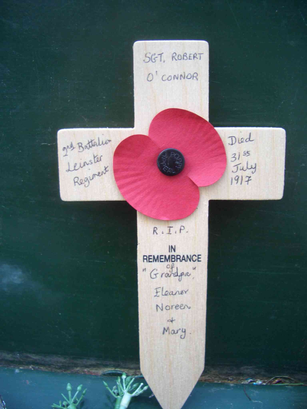 SGT. ROBERT
O'CONNOR
2nd Battalion
Leinster
Regiment
Died
31st
July
1917
R.I.P.
IN
REMEMBRANCE
of
"Grandpa"
Eleanor
Noreen
+
Mary